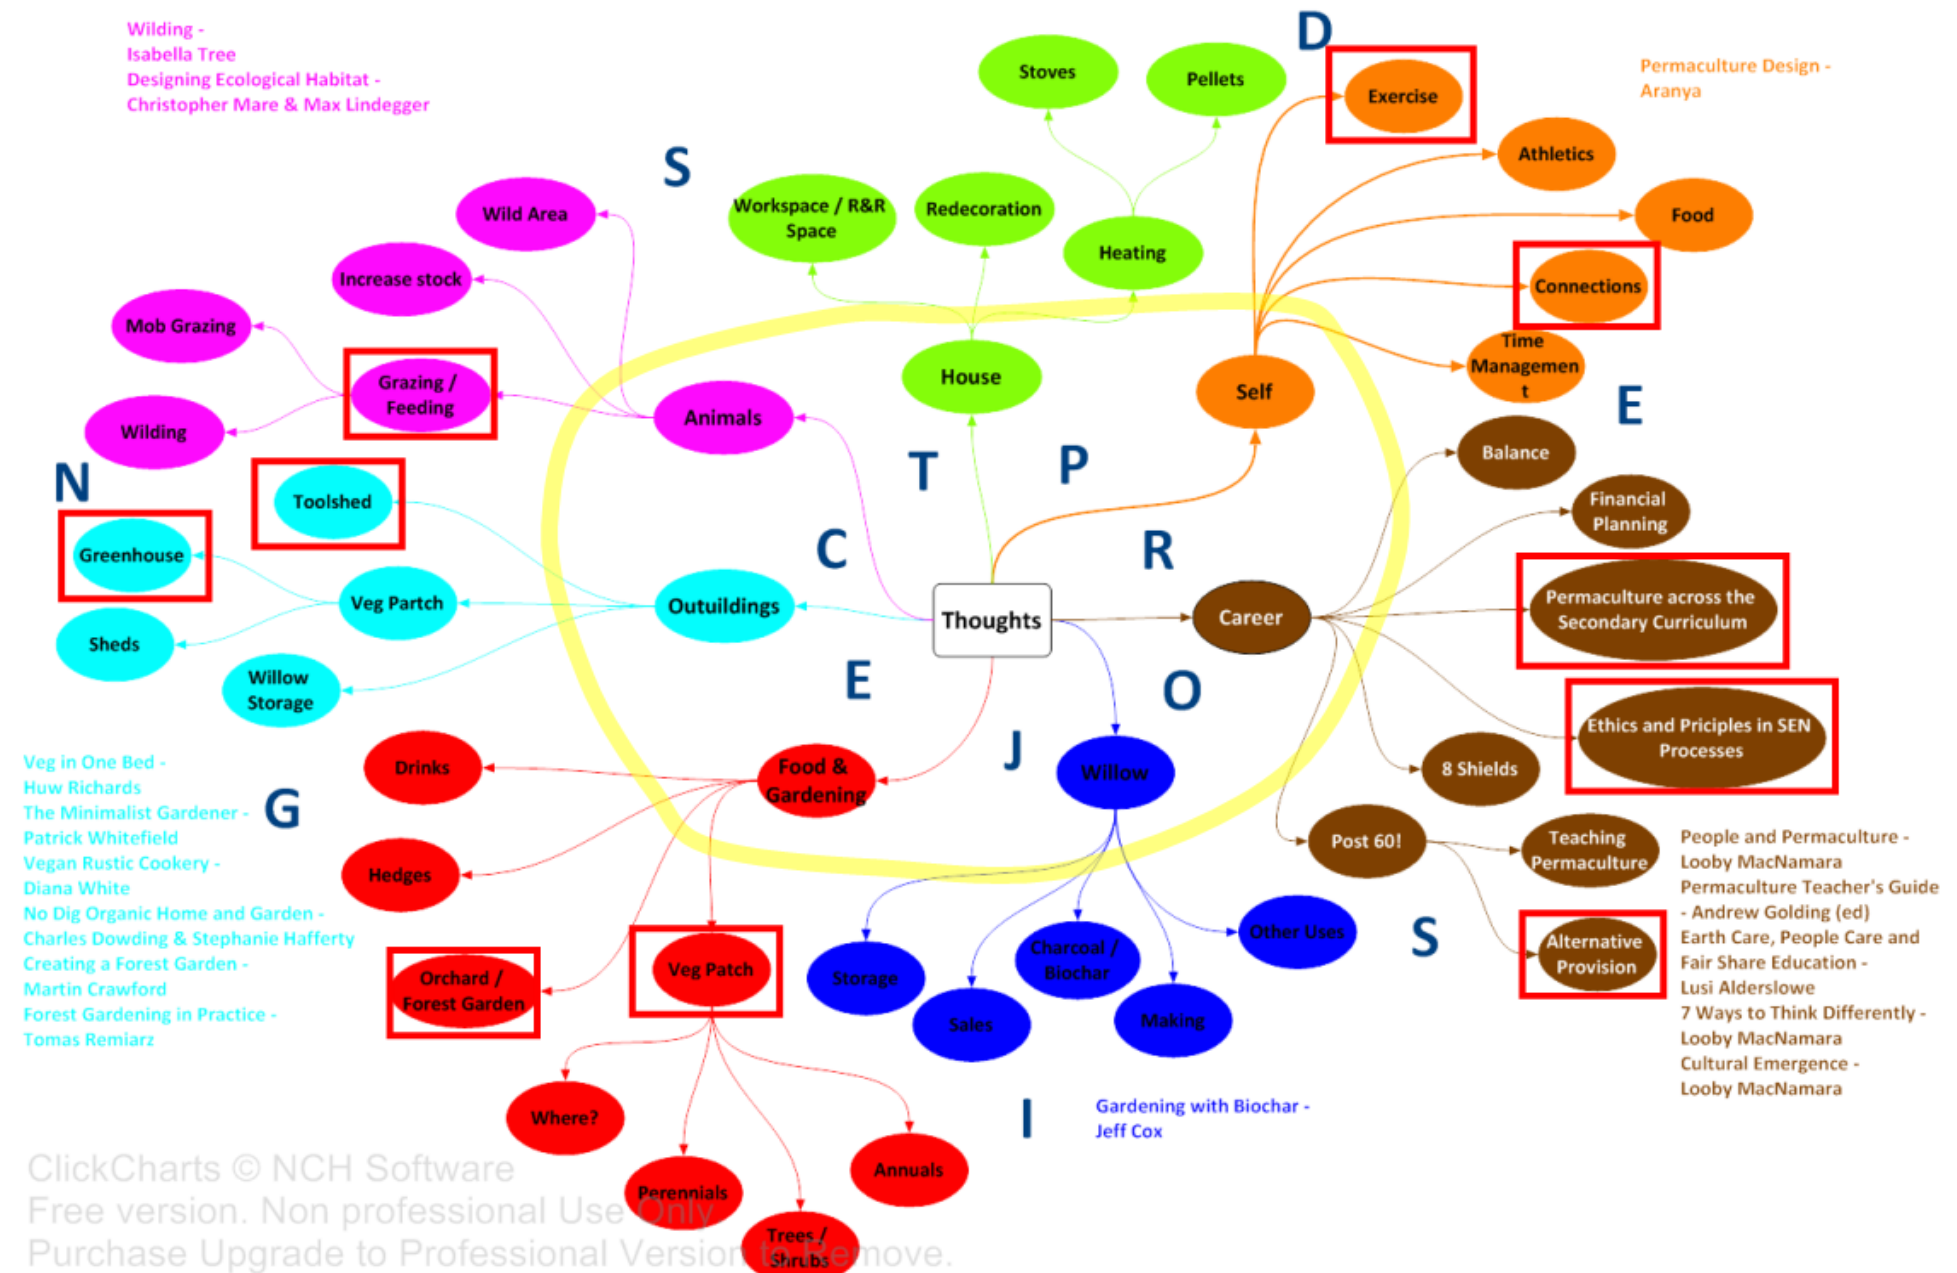 Wilding -
Isabella Tree
Designing Ecological Habitat -
Christopher Mare & Max Lindegger
D
Permaculture Design -
Aranya
Stoves
Pellets
Exercise
Athletics
S
Wild Area
Workspace / R&R
Space
Redecoration
Food
Heating
Increase stock
Connections
Mob Grazing
Time
Managemen
t
House
Self
Grazing /
Feeding
Animals
E
Wilding
Balance
T
P
N
Toolshed
Financial
Planning
Greenhouse
C
R
Veg Partch
Outuildings
Thoughts
Career
Permaculture across the
Secondary Curriculum
Sheds
Willow
Storage
E
O
Ethics and Priciples in SEN
Processes
J
Drinks
Food &
Gardening
Willow
8 Shields
Veg in One Bed -
Huw Richards
The Minimalist Gardener -
Patrick Whitefield
Vegan Rustic Cookery -
Diana White
No Dig Organic Home and Garden -
Charles Dowding & Stephanie Hafferty
Creating a Forest Garden -
Martin Crawford
Forest Gardening in Practice -
Tomas Remiarz
G
Hedges
Post 60!
Teaching
Permaculture
People and Permaculture -
Looby MacNamara
Permaculture Teacher's Guide
- Andrew Golding (ed)
Earth Care, People Care and
Fair Share Education -
Lusi Alderslowe
7 Ways to Think Differently -
Looby MacNamara
Cultural Emergence -
Looby MacNamara
Orchard /
Forest Garden
Veg Patch
Storage
Charcoal /
Biochar
Other Uses
S
Alternative
Provision
Sales
Making
Where?
I
Gardening with Biochar -
Jeff Cox
Perennials
Annuals
Trees /
Shrubs
ClickCharts © NCH Software
Free version. Non professional Use Only
Purchase Upgrade to Professional Version to Remove.